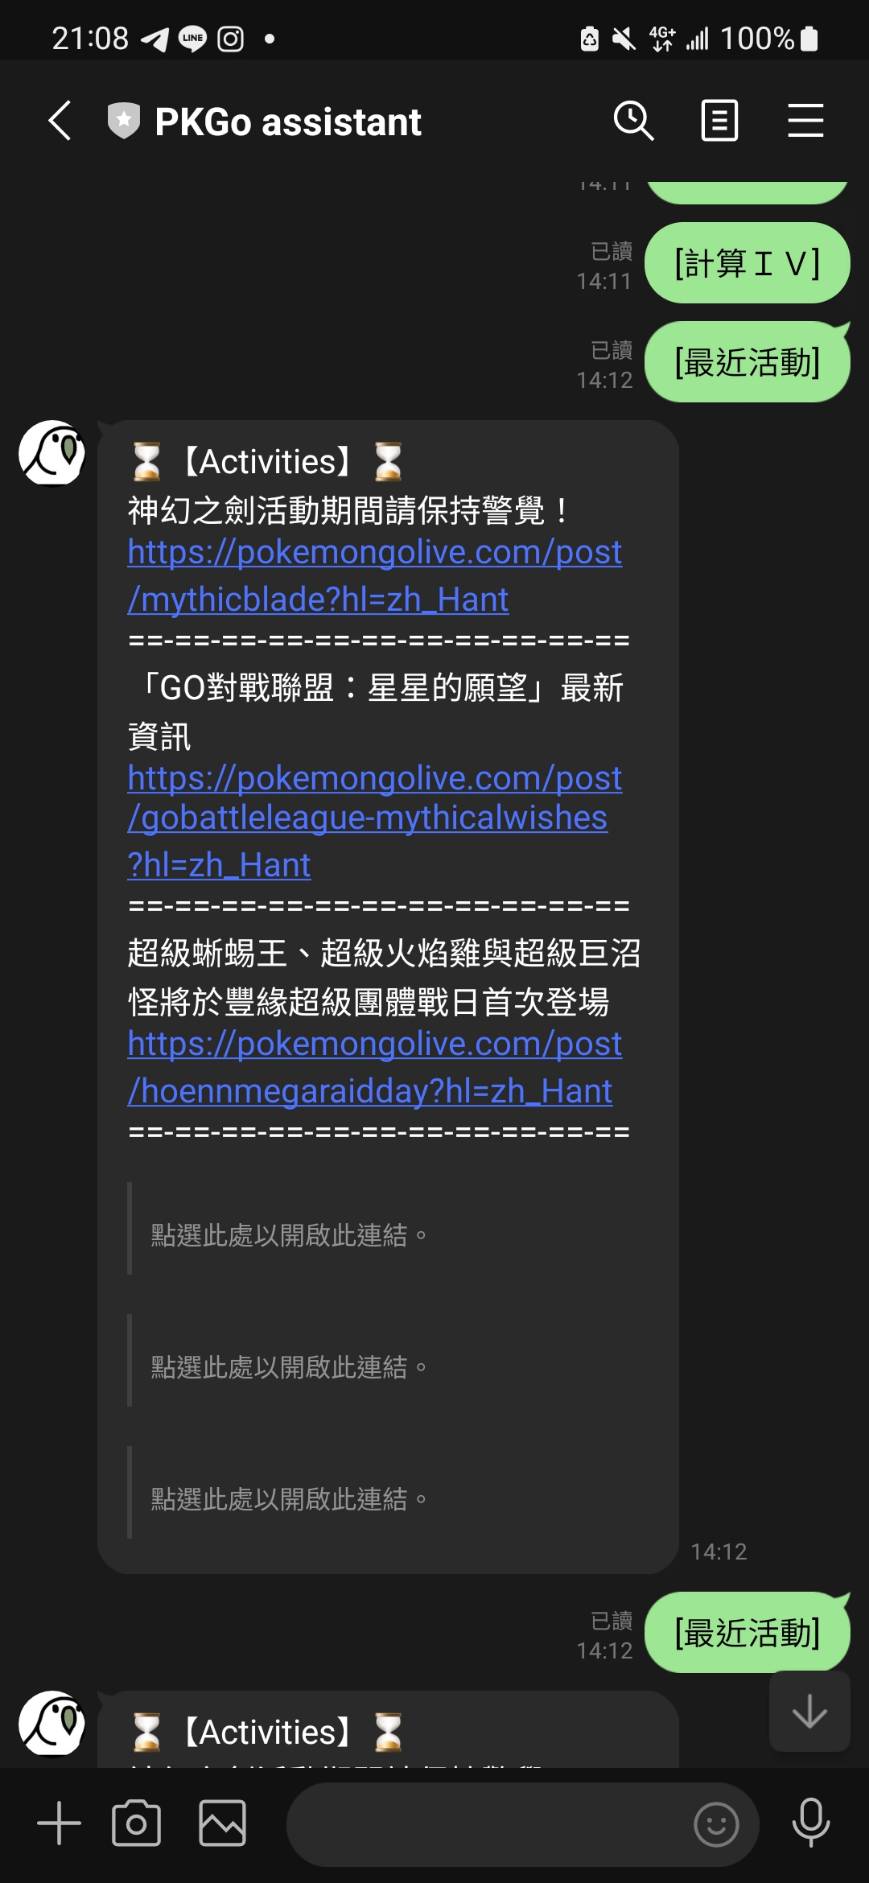 21:08 LINE 4G+ 100%
PKGo assistant
14:11
已讀
14:11
[計算ＩＶ]
已讀
14:12
[最近活動]
【Activities】
神幻之劍活動期間請保持警覺！
https://pokemongolive.com/post
/mythicblade?hl=zh_Hant
==-==-==-==-==-==-==-==-==-==-==
「GO對戰聯盟：星星的願望」最新
資訊
https://pokemongolive.com/post
/gobattleleague-mythicalwishes
?hl=zh_Hant
==-==-==-==-==-==-==-==-==-==-==
超級蜥蜴王、超級火焰雞與超級巨沼
怪將於豐緣超級團體戰日首次登場
https://pokemongolive.com/post
/hoennmegaraidday?hl=zh_Hant
==-==-==-==-==-==-==-==-==-==-==
點選此處以開啟此連結。
點選此處以開啟此連結。
點選此處以開啟此連結。
14:12
已讀
14:12
[最近活動]
【Activities】